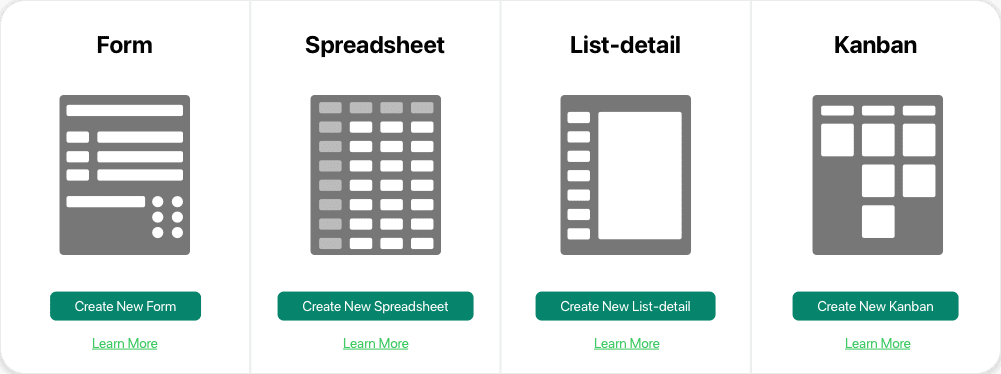 Form
Spreadsheet
List-detail
Kanban
Create New Form
Create New Spreadsheet
Create New List-detail
Create New Kanban
Learn More
Learn More
Learn More
Learn More